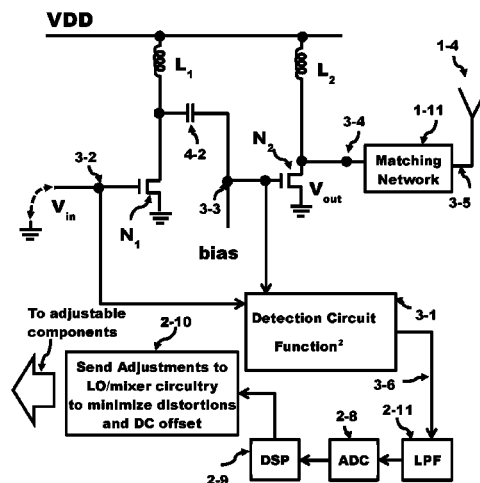 VDD
L1
L2
1-4
4-2
3-4
1-11
N2
3-2
3-3
Matching
Network
Vout
3-5
Vin
N1
bias
To adjustable
components
2-10
3-1
Detection Circuit
Function²
Send Adjustments to
LO/mixer circuitry
to minimize distortions
and DC offset
3-6
2-8
2-11
DSP
ADC
LPF
2-9